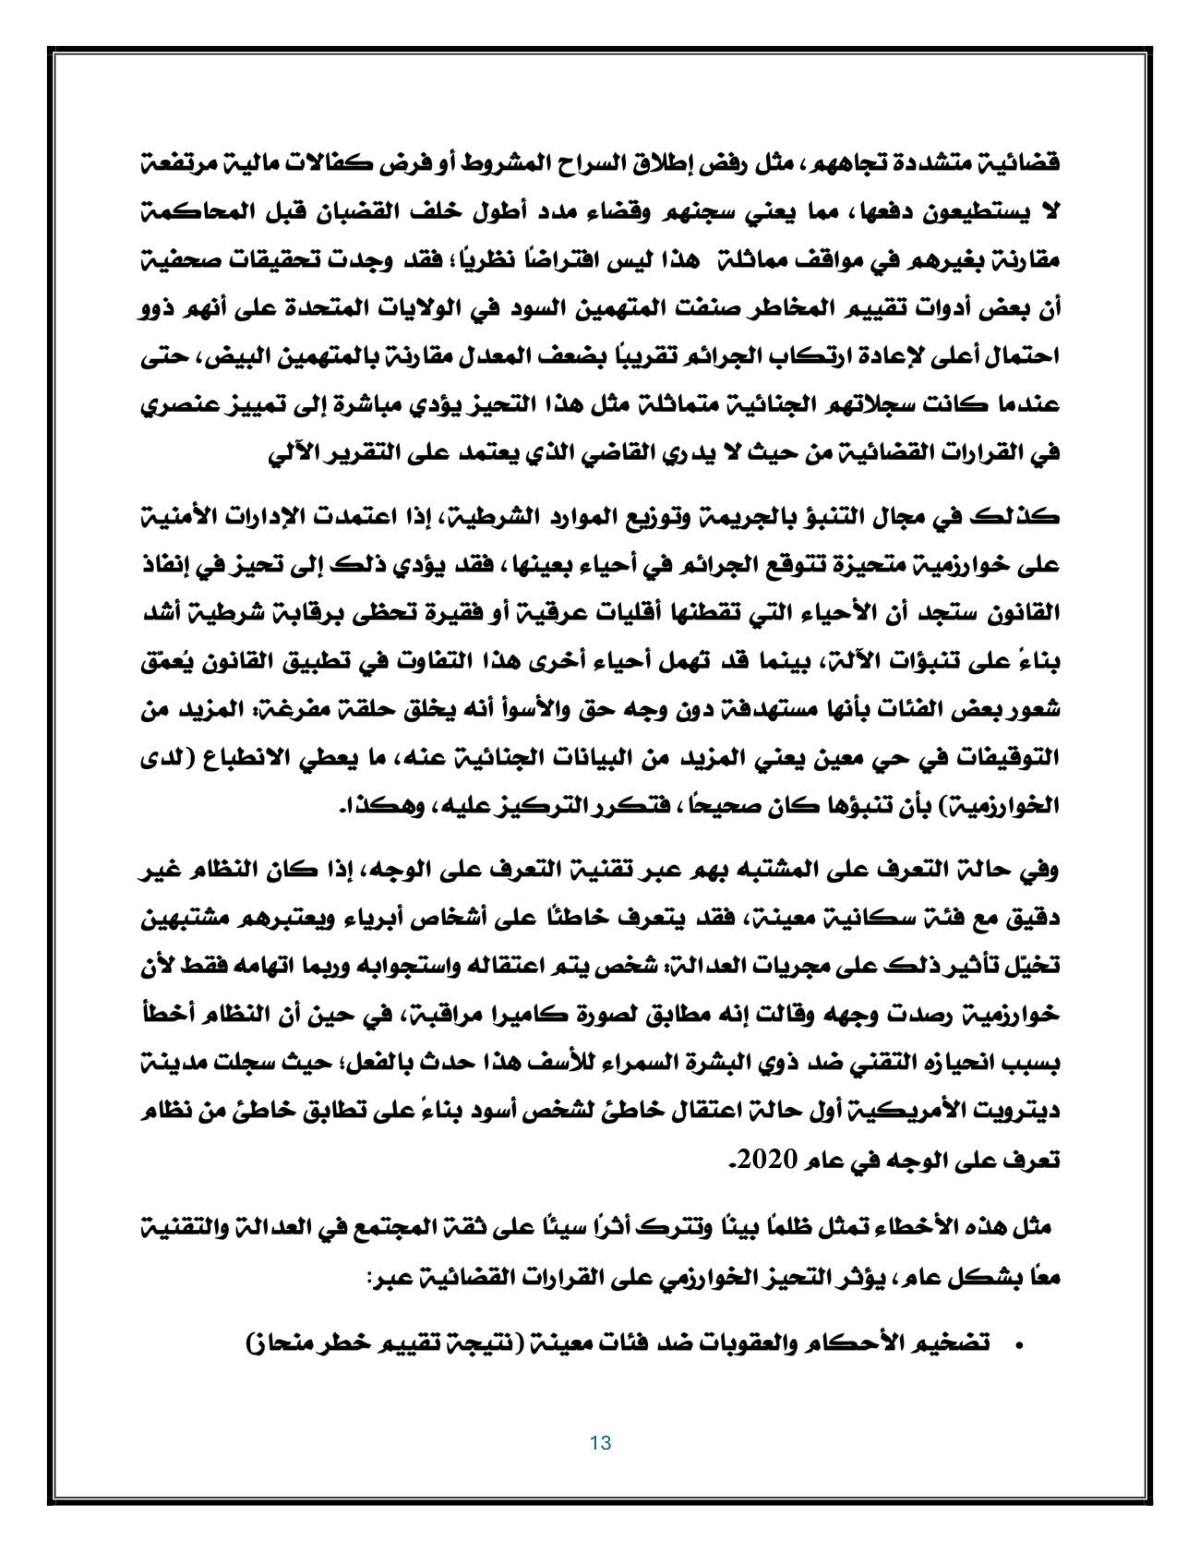 قضائية متشددة تجاههم، مثل رفض إطلاق السراح المشروط أو فرض كفالات مالية مرتفعة
لا يستطيعون دفعها، مما يعني سجنهم وقضاء مدد أطول خلف القضبان قبل المحاكمة
مقارنة بغيرهم في مواقف مماثلة هذا ليس افتراضًا نظريًا؛ فقد وجدت تحقيقات صحفية
أن بعض أدوات تقييم المخاطر صنفت المتهمين السود في الولايات المتحدة على أنهم ذوو
احتمال أعلى لإعادة ارتكاب الجرائم تقريبًا بضعف المعدل مقارنة بالمتهمين البيض، حتى
عندما كانت سجلاتهم الجنائية متماثلة مثل هذا التحيز يؤدي مباشرة إلى تمييز عنصري
في القرارات القضائية من حيث لا يدري القاضي الذي يعتمد على التقرير الآلي
كذلك في مجال التنبؤ بالجريمة وتوزيع الموارد الشرطية، إذا اعتمدت الإدارات الأمنية
على خوارزمية متحيزة تتوقع الجرائم في أحياء بعينها، فقد يؤدي ذلك إلى تحيز في إنفاذ
القانون ستجد أن الأحياء التي تقطنها أقليات عرقية أو فقيرة تحظى برقابة شرطية أشد
بناءً على تنبؤات الآلة، بينما قد تهمل أحياء أخرى هذا التفاوت في تطبيق القانون يُعمّق
شعور بعض الفئات بأنها مستهدفة دون وجه حق والأسوأ أنه يخلق حلقة مفرغة: المزيد من
التوقيفات في حي معين يعني المزيد من البيانات الجنائية عنه، ما يعطي الانطباع (لدى
الخوارزمية) بأن تنبؤها كان صحيحًا، فتكرر التركيز عليه، وهكذا.
وفي حالة التعرف على المشتبه بهم عبر تقنية التعرف على الوجه، إذا كان النظام غير
دقيق مع فئة سكانية معينة، فقد يتعرف خاطئًا على أشخاص أبرياء ويعتبرهم مشتبهين
تخيّل تأثير ذلك على مجريات العدالة: شخص يتم اعتقاله واستجوابه وربما اتهامه فقط لأن
خوارزمية رصدت وجهه وقالت إنه مطابق لصورة كاميرا مراقبة، في حين أن النظام أخطأ
بسبب انحيازه التقني ضد ذوي البشرة السمراء للأسف هذا حدث بالفعل؛ حيث سجلت مدينة
ديترويت الأمريكية أول حالة اعتقال خاطئ لشخص أسود بناءً على تطابق خاطئ من نظام
تعرف على الوجه في عام 2020.
مثل هذه الأخطاء تمثل ظلمًا بينًا وتترك أثرًا سيئًا على ثقة المجتمع في العدالة والتقنية
معًا بشكل عام، يؤثر التحيز الخوارزمي على القرارات القضائية عبر:
• تضخيم الأحكام والعقوبات ضد فئات معينة (نتيجة تقييم خطر منحاز)
13